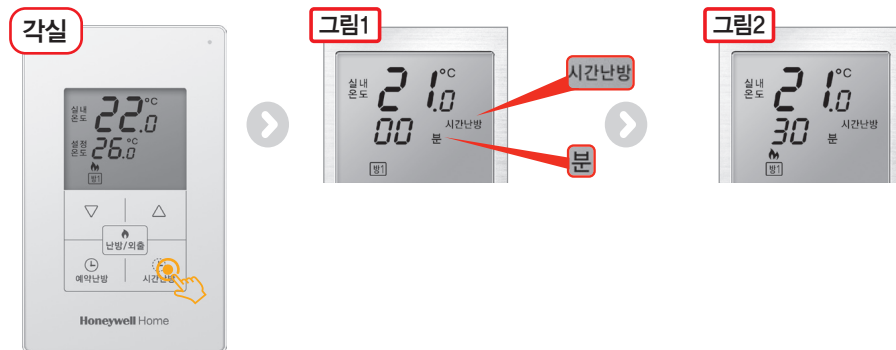 각실
실내
온도
22.0
°C
설정
온도
26.0
°C
방1
난방/외출
예약난방
시간난방
Honeywell Home
그림1
실내
온도
21.0
°C
시간난방
00
분
방1
시간난방
분
그림2
실내
온도
21.0
°C
시간난방
30
분
방1